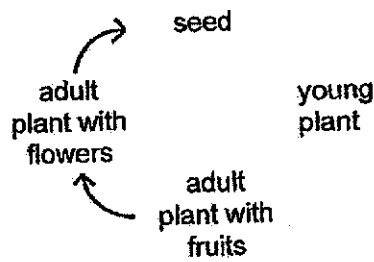 seed
adult
plant with
flowers
young
plant
adult
plant with
fruits